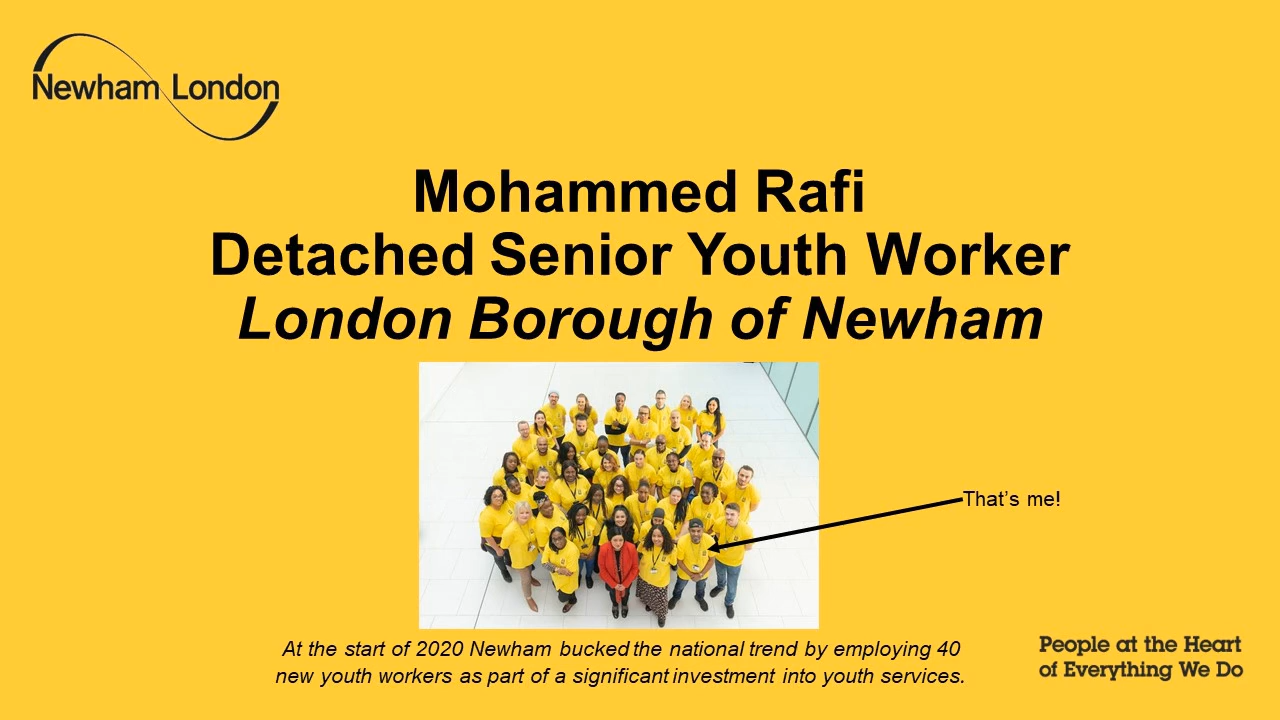 Newham London
Mohammed Rafi
Detached Senior Youth Worker
London Borough of Newham
That’s me!
At the start of 2020 Newham bucked the national trend by employing 40
new youth workers as part of a significant investment into youth services.
People at the Heart
of Everything We Do